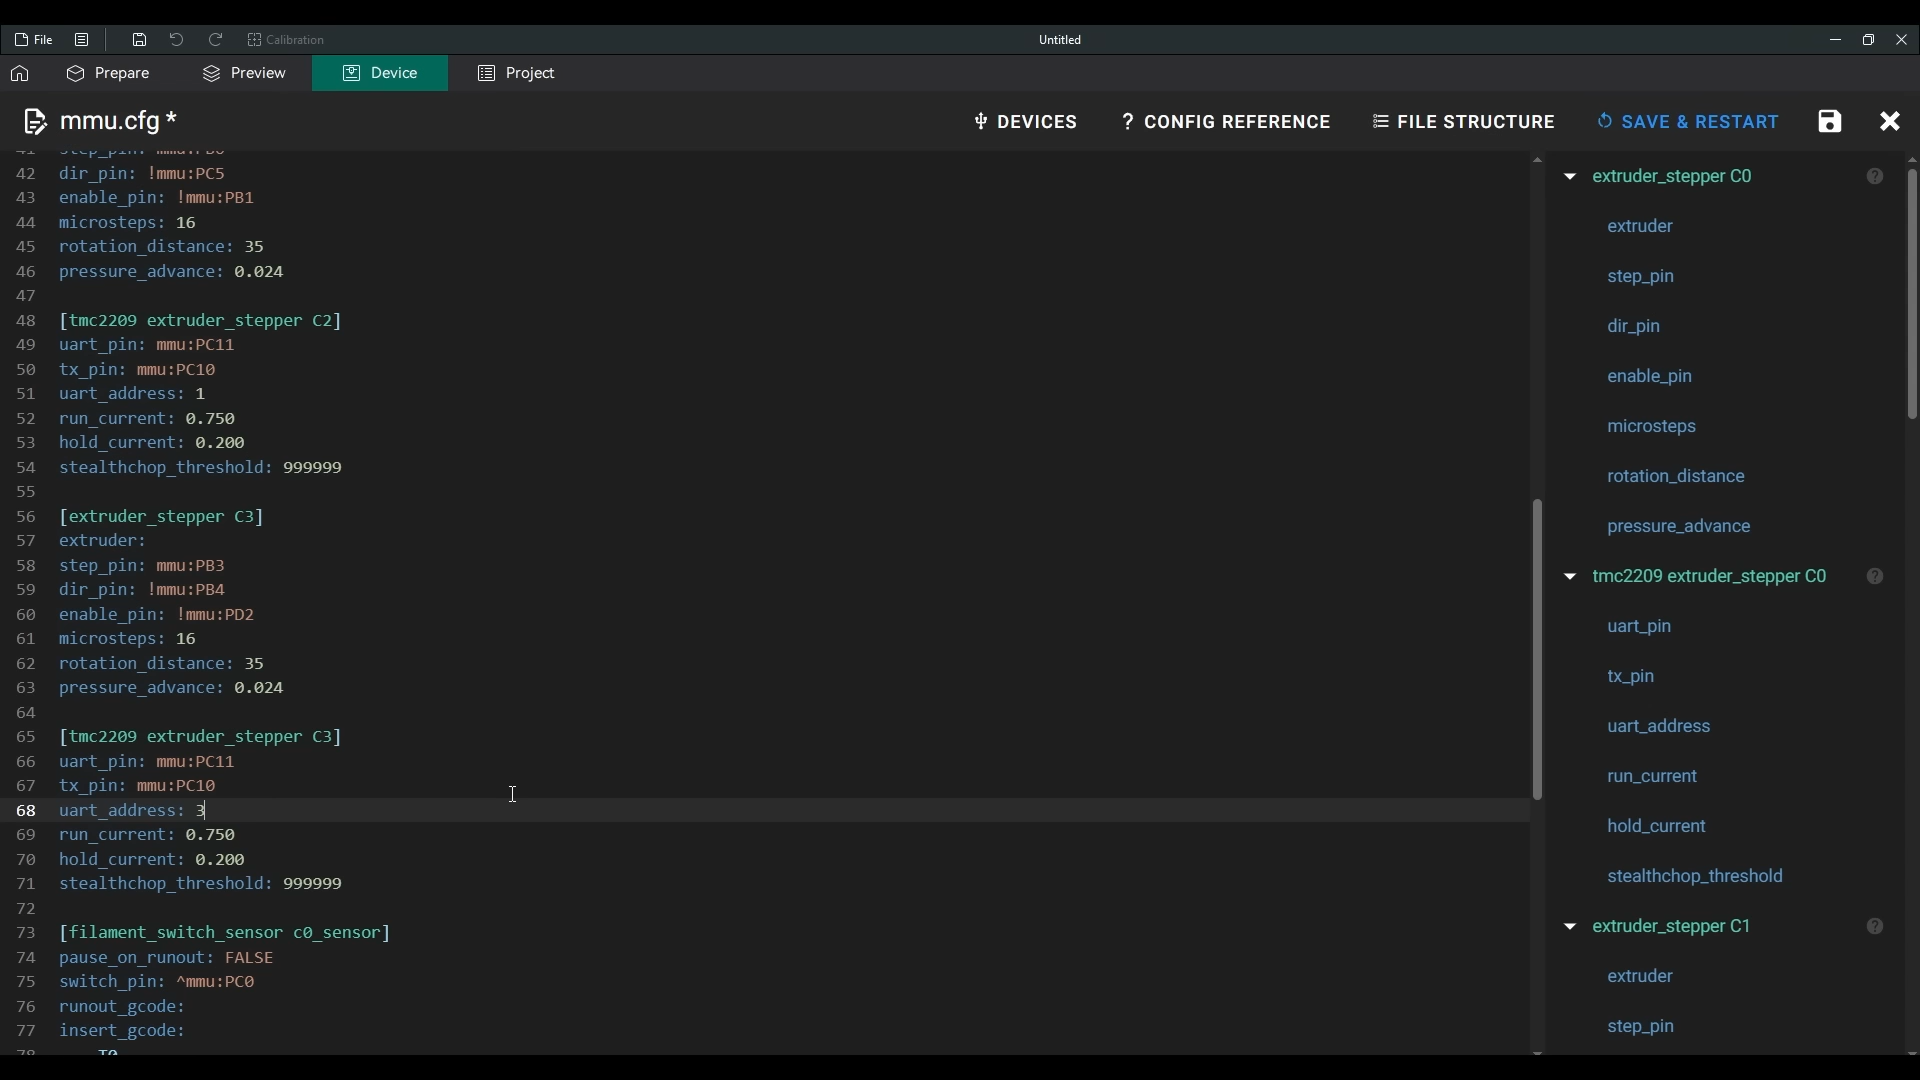 File
Calibration
Untitled
Prepare
Preview
Device
Project
mmu.cfg *
DEVICES
? CONFIG REFERENCE
FILE STRUCTURE
SAVE & RESTART
42 dir_pin: !mmu:PC5
43 enable_pin: !mmu:PB1
44 microsteps: 16
45 rotation_distance: 35
46 pressure_advance: 0.024
47
48 [tmc2209 extruder_stepper C2]
49 uart_pin: mmu:PC11
50 tx_pin: mmu:PC10
51 uart_address: 1
52 run_current: 0.750
53 hold_current: 0.200
54 stealthchop_threshold: 999999
55
56 [extruder_stepper C3]
57 extruder:
58 step_pin: mmu:PB3
59 dir_pin: !mmu:PB4
60 enable_pin: !mmu:PD2
61 microsteps: 16
62 rotation_distance: 35
63 pressure_advance: 0.024
64
65 [tmc2209 extruder_stepper C3]
66 uart_pin: mmu:PC11
67 tx_pin: mmu:PC10
68 uart_address: 3
69 run_current: 0.750
70 hold_current: 0.200
71 stealthchop_threshold: 999999
72
73 [filament_switch_sensor c0_sensor]
74 pause_on_runout: FALSE
75 switch_pin: ^mmu:PC0
76 runout_gcode:
77 insert_gcode:
78 T0
extruder_stepper C0
extruder
step_pin
dir_pin
enable_pin
microsteps
rotation_distance
pressure_advance
tmc2209 extruder_stepper C0
uart_pin
tx_pin
uart_address
run_current
hold_current
stealthchop_threshold
extruder_stepper C1
extruder
step_pin